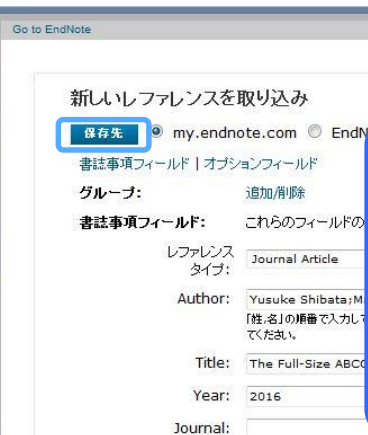 Go to EndNote
新しいレファレンスを取り込み
保存先 my.endnote.com EndN
書誌事項フィールド | オプションフィールド
グループ: 追加/削除
書誌事項フィールド: これらのフィールドの
レファレンス
タイプ: Journal Article
Author: Yusuke Shibata;M
「姓,名」の順番で入力して
てください。
Title: The Full-Size ABC
Year: 2016
Journal: